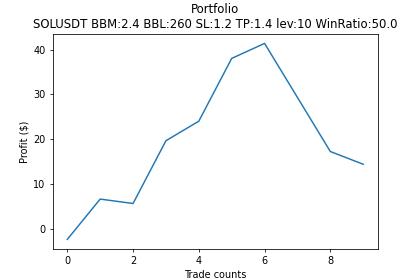 Portfolio
SOLUSDT BBM:2.4 BBL:260 SL:1.2 TP:1.4 lev:10 WinRatio:50.0
40
30
20
10
0
Profit ($)
0 2 4 6 8
Trade counts